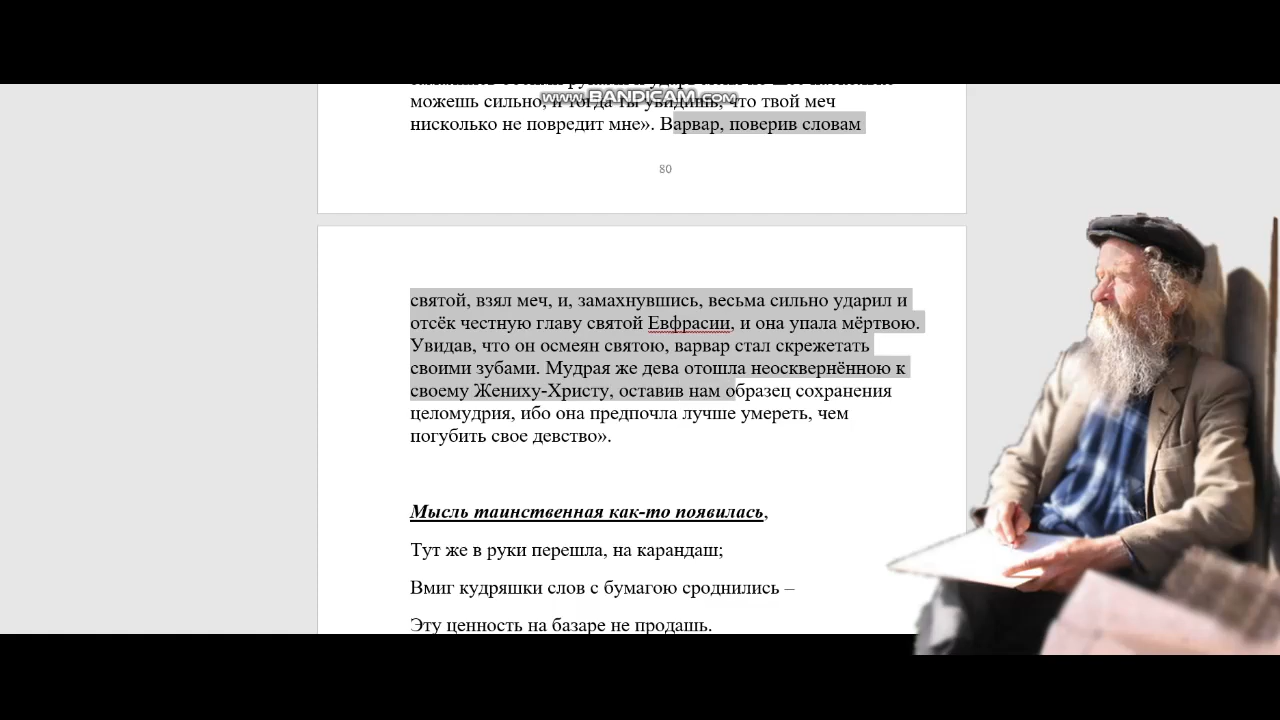 www.BANDICAM.com
можешь сильно, и тогда ты увидишь, что твой меч
нисколько не повредит мне». Варвар, поверив словам
80
святой, взял меч, и, замахнувшись, весьма сильно ударил и
отсёк честную главу святой Евфрасии, и она упала мёртвою.
Увидав, что он осмеян святою, варвар стал скрежетать
своими зубами. Мудрая же дева отошла неосквернённою к
своему Жениху-Христу, оставив нам образец сохранения
целомудрия, ибо она предпочла лучше умереть, чем
погубить свое девство».
Мысль таинственная как-то появилась,
Тут же в руки перешла, на карандаш;
Вмиг кудряшки слов с бумагою сроднились –
Эту ценность на базаре не продашь.